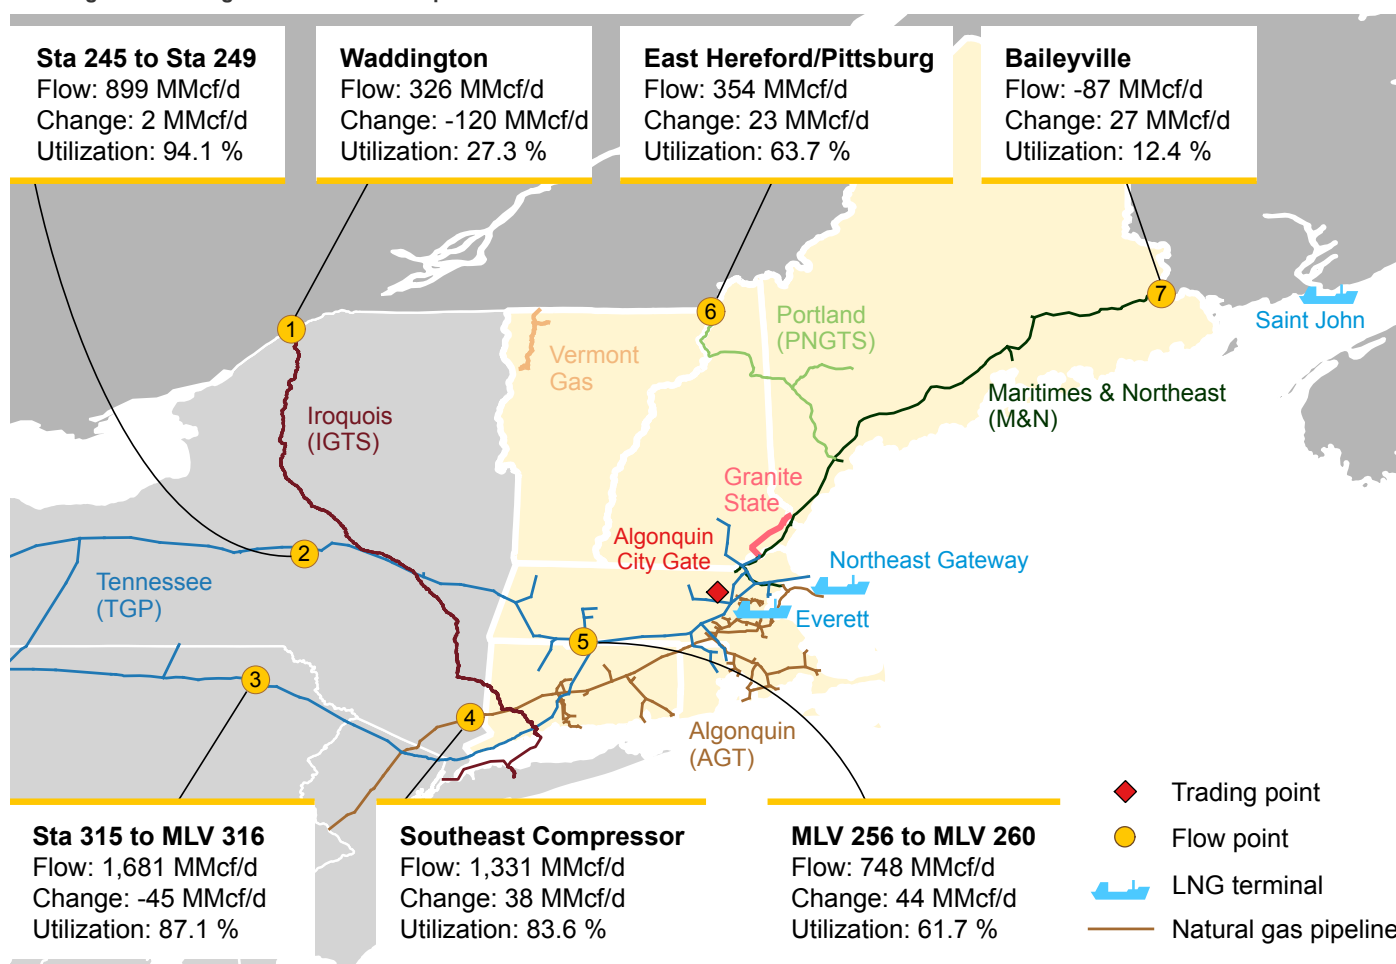 Sta 245 to Sta 249
Flow: 899 MMcf/d
Change: 2 MMcf/d
Utilization: 94.1 %
Waddington
Flow: 326 MMcf/d
Change: -120 MMcf/d
Utilization: 27.3 %
East Hereford/Pittsburg
Flow: 354 MMcf/d
Change: 23 MMcf/d
Utilization: 63.7 %
Baileyville
Flow: -87 MMcf/d
Change: 27 MMcf/d
Utilization: 12.4 %
1
6
7
Saint John
Portland
(PNGTS)
Vermont
Gas
Maritimes & Northeast
(M&N)
Iroquois
(IGTS)
Granite
State
Algonquin
City Gate
2
Northeast Gateway
Tennessee
(TGP)
Everett
5
3
4
Algonquin
(AGT)
Sta 315 to MLV 316
Flow: 1,681 MMcf/d
Change: -45 MMcf/d
Utilization: 87.1 %
Southeast Compressor
Flow: 1,331 MMcf/d
Change: 38 MMcf/d
Utilization: 83.6 %
MLV 256 to MLV 260
Flow: 748 MMcf/d
Change: 44 MMcf/d
Utilization: 61.7 %
Trading point
Flow point
LNG terminal
Natural gas pipeline